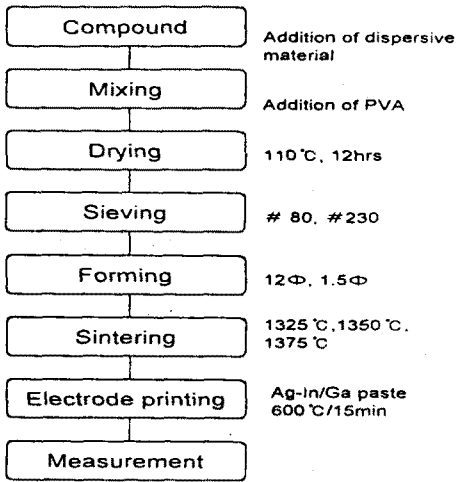 Compound
Addition of dispersive
material
Mixing
Addition of PVA
Drying
110℃, 12hrs
Sieving
# 80, #230
Forming
12Φ, 1.5Φ
Sintering
1325℃,1350℃,
1375℃
Electrode printing
Ag-In/Ga paste
600℃/15min
Measurement